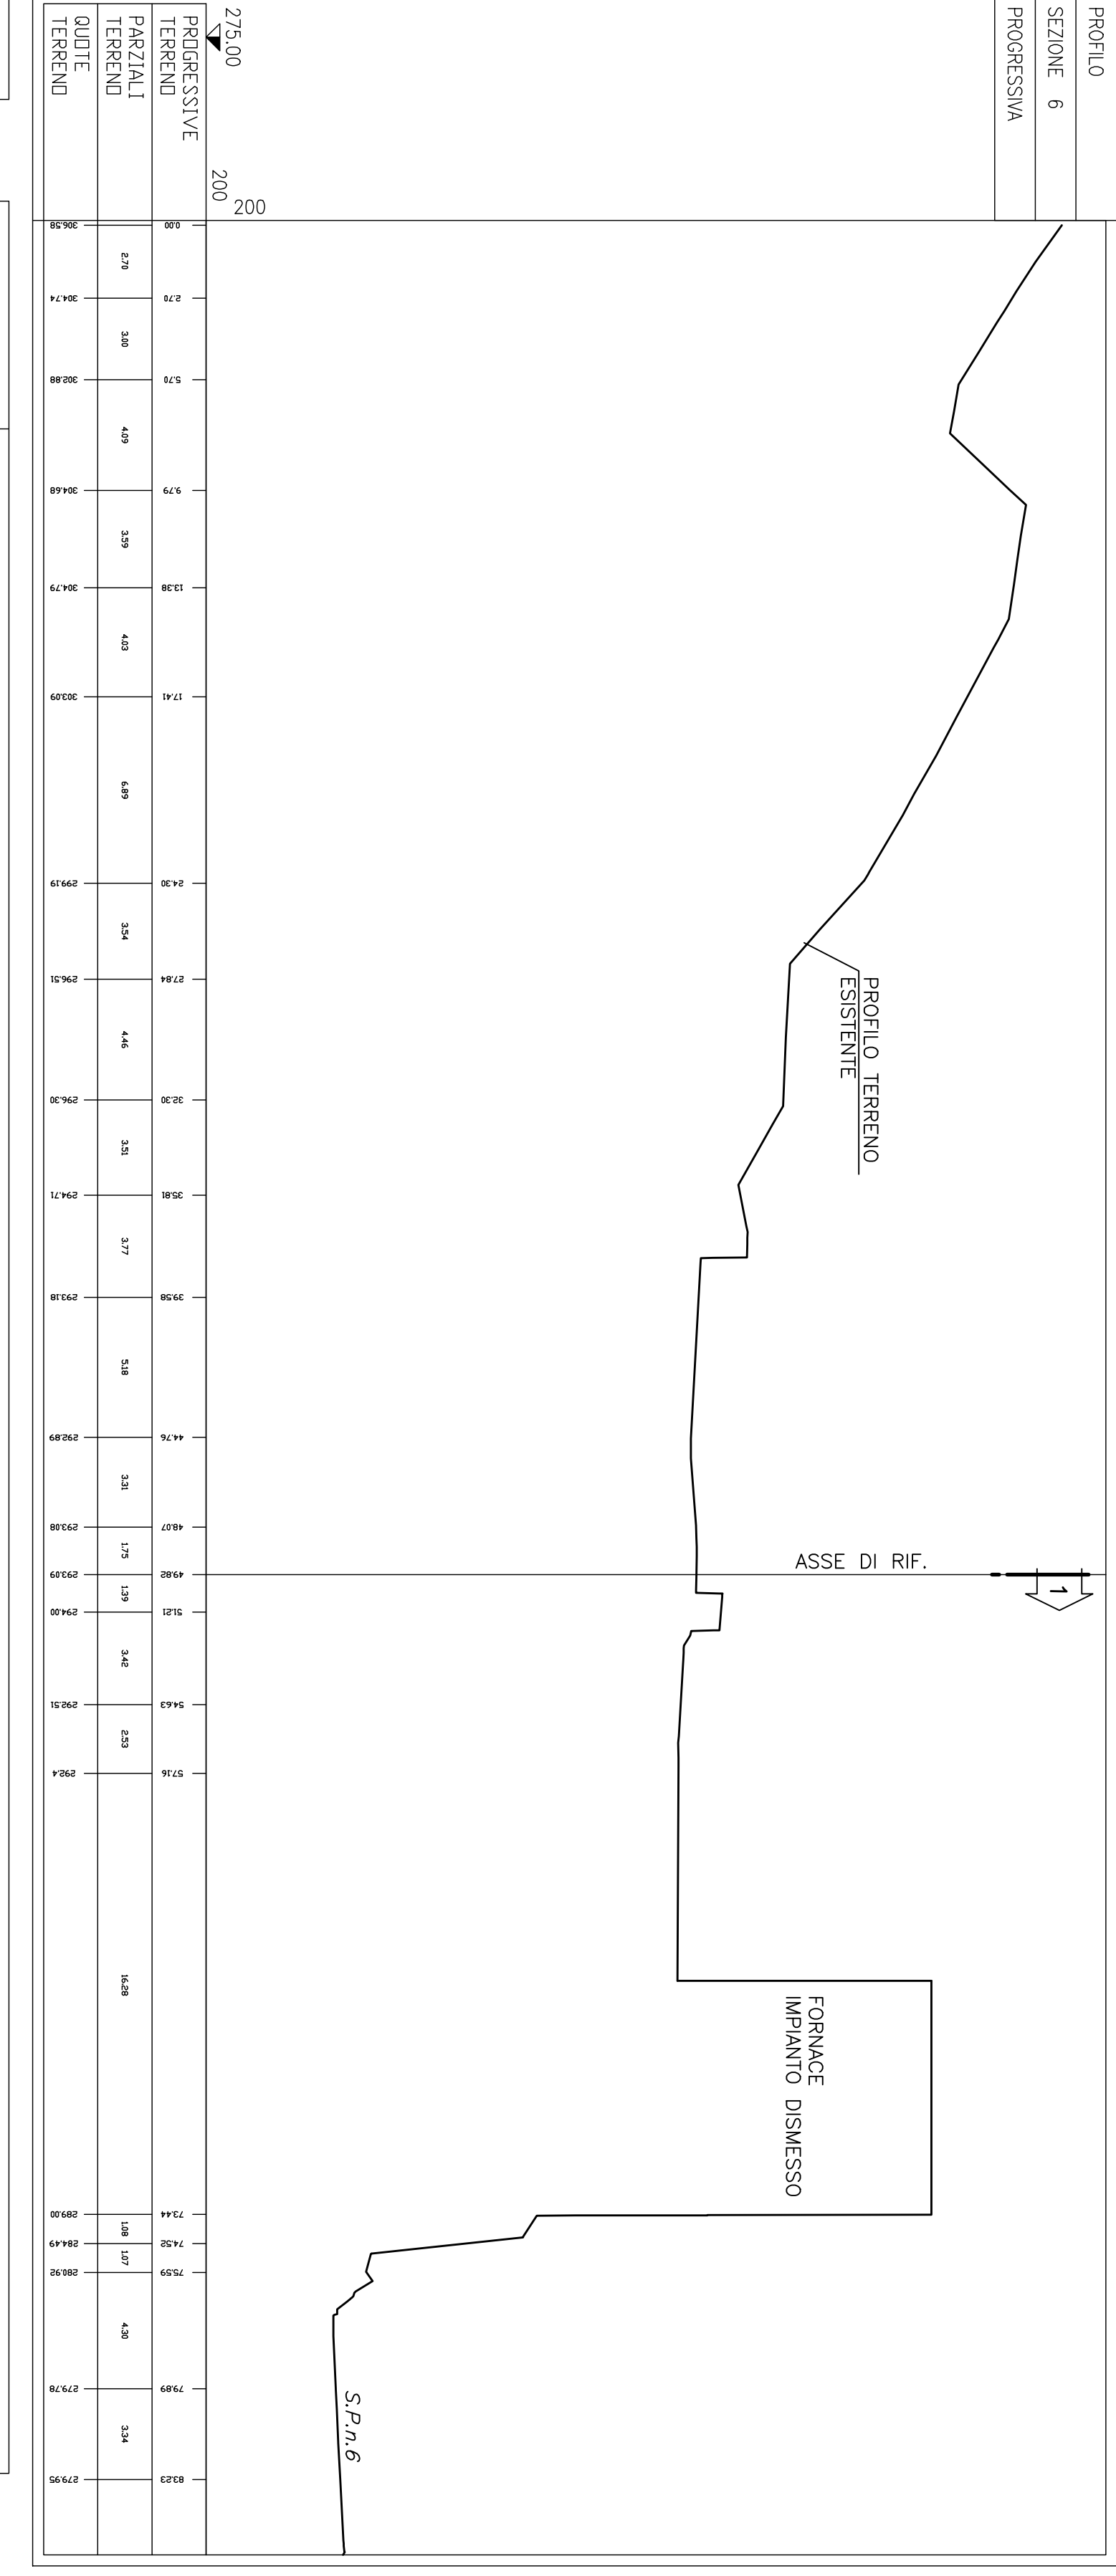 PROFILO
SEZIONE 6
PROGRESSIVA
PROFILO TERRENO
ESISTENTE
ASSE DI RIF.
1
FORNACE
IMPIANTO DISMESSO
S.P.n.6
275.00
200
200
PROGRESSIVE
TERRENO
0.00 2.70 5.70 9.79 13.38 17.41 24.30 27.84 32.30 35.81 39.58 44.76 48.07 49.82 51.21 54.63 57.16 73.44 74.52 75.59 79.89 83.23
PARZIALI
TERRENO
2.70 3.00 4.09 3.59 4.03 6.89 3.54 4.46 3.51 3.77 5.18 3.31 1.75 1.39 3.42 2.53 16.28 1.08 1.07 4.30 3.34
QUOTE
TERRENO
306.58 304.74 302.88 304.68 304.79 303.09 299.19 296.51 296.30 294.71 293.18 292.89 293.08 293.09 294.00 292.51 292.4 289.00 284.49 280.92 279.78 279.95